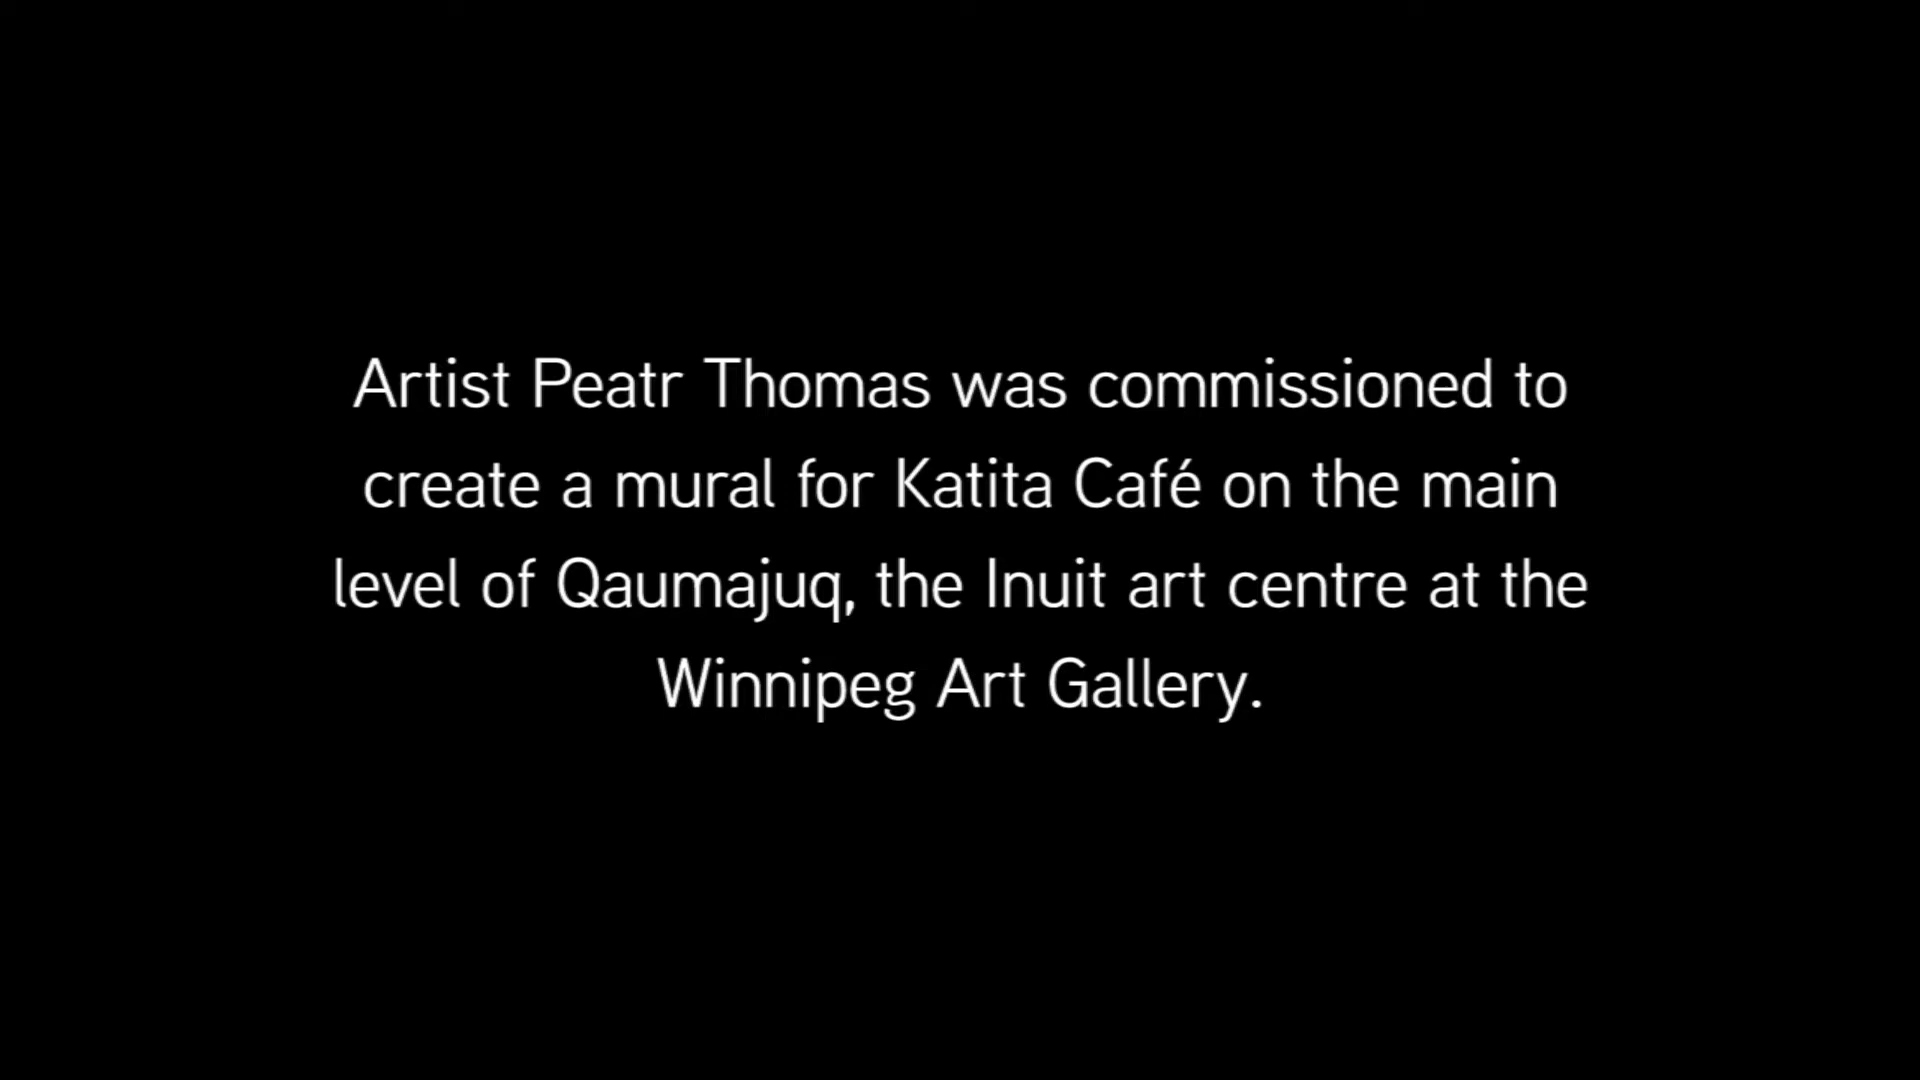 Artist Peatr Thomas was commissioned to
create a mural for Katita Café on the main
level of Qaumajuq, the Inuit art centre at the
Winnipeg Art Gallery.